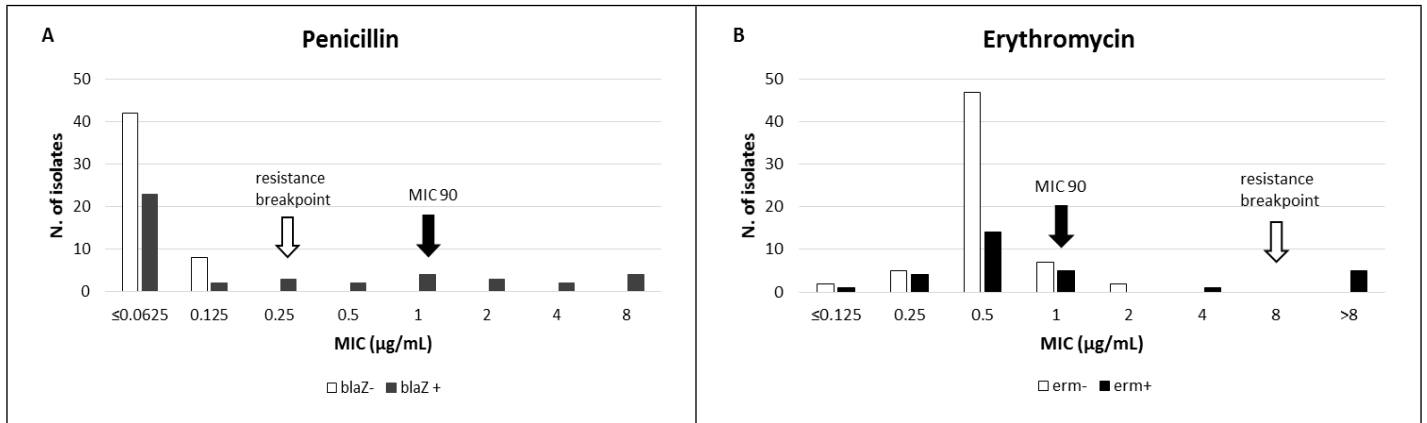 A
Penicillin
50
40
30
20
10
0
N. of isolates
resistance
breakpoint
MIC 90
≤0.0625 0.125 0.25 0.5 1 2 4 8
MIC (µg/mL)
blaZ- blaZ +
B
Erythromycin
50
40
30
20
10
0
N. of isolates
MIC 90
resistance
breakpoint
≤0.125 0.25 0.5 1 2 4 8 >8
MIC (µg/mL)
erm- erm+